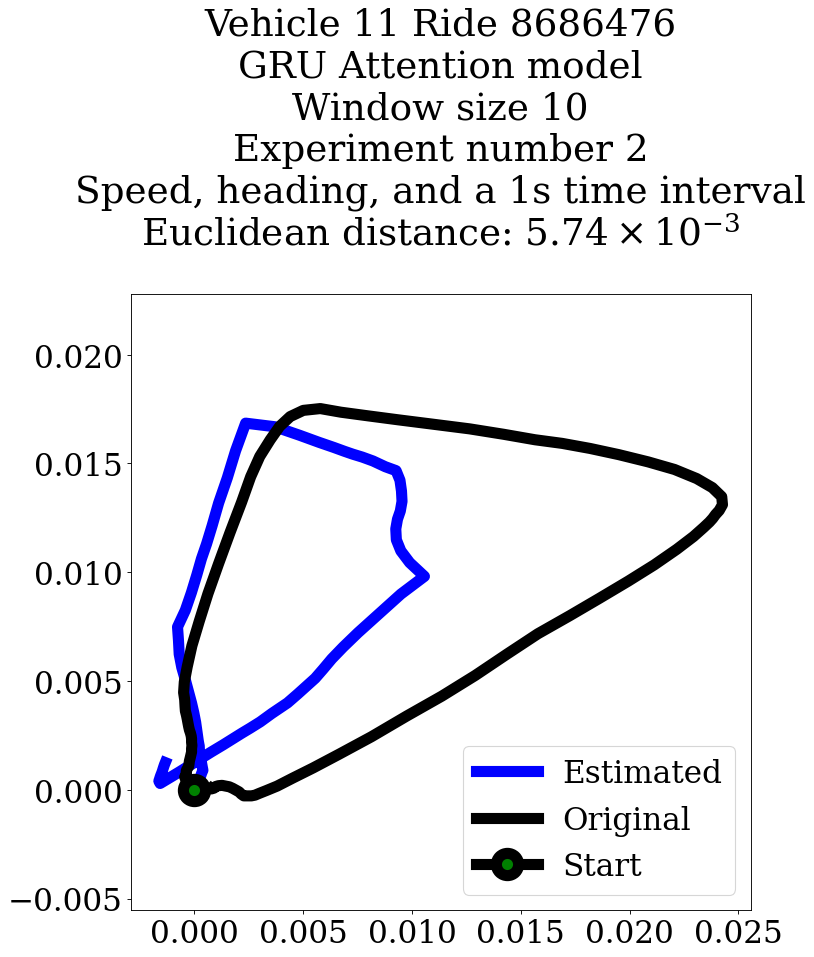 Vehicle 11 Ride 8686476
GRU Attention model
Window size 10
Experiment number 2
Speed, heading, and a 1s time interval
Euclidean distance: 5.74 × 10⁻³
0.020
0.015
0.010
0.005
0.000
−0.005
0.000 0.005 0.010 0.015 0.020 0.025
Estimated
Original
Start